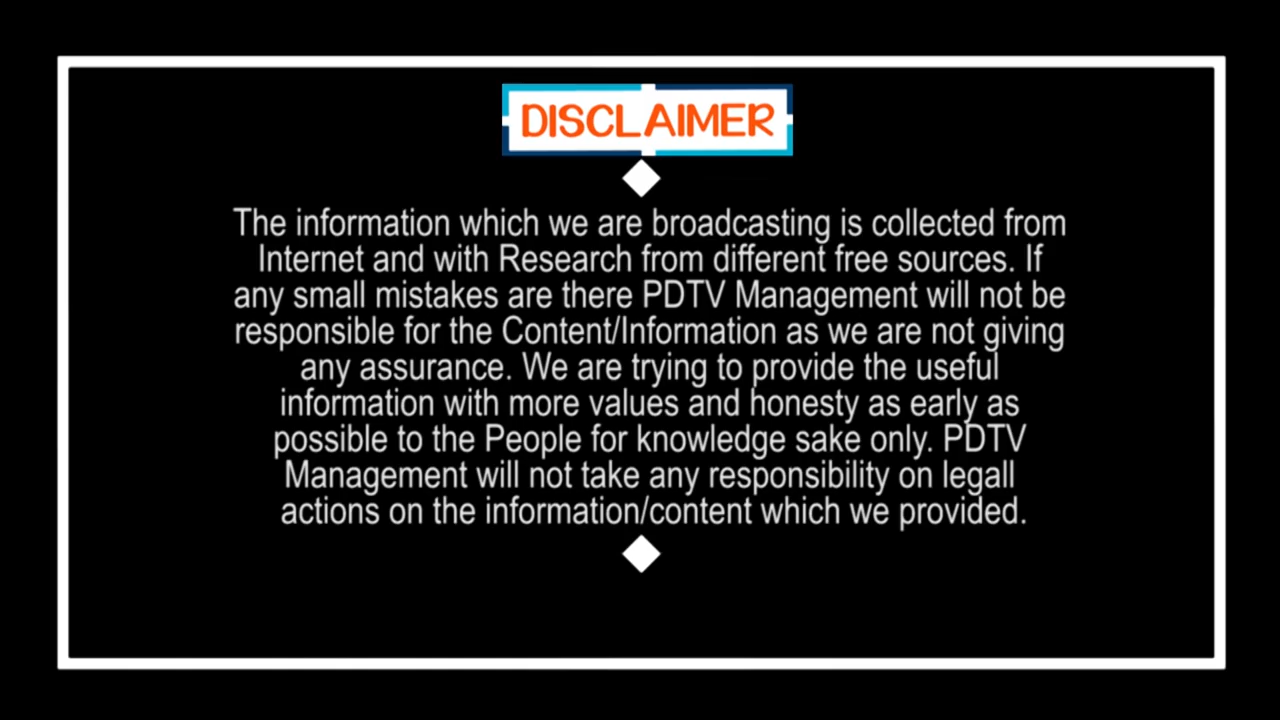 DISCLAIMER
The information which we are broadcasting is collected from
Internet and with Research from different free sources. If
any small mistakes are there PDTV Management will not be
responsible for the Content/Information as we are not giving
any assurance. We are trying to provide the useful
information with more values and honesty as early as
possible to the People for knowledge sake only. PDTV
Management will not take any responsibility on legall
actions on the information/content which we provided.